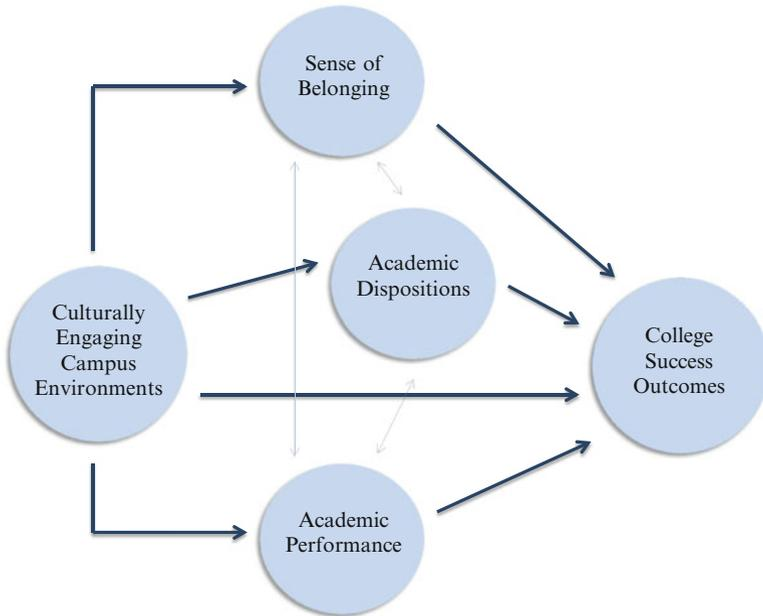 Sense of
Belonging
Academic
Dispositions
Culturally
Engaging
Campus
Environments
College
Success
Outcomes
Academic
Performance